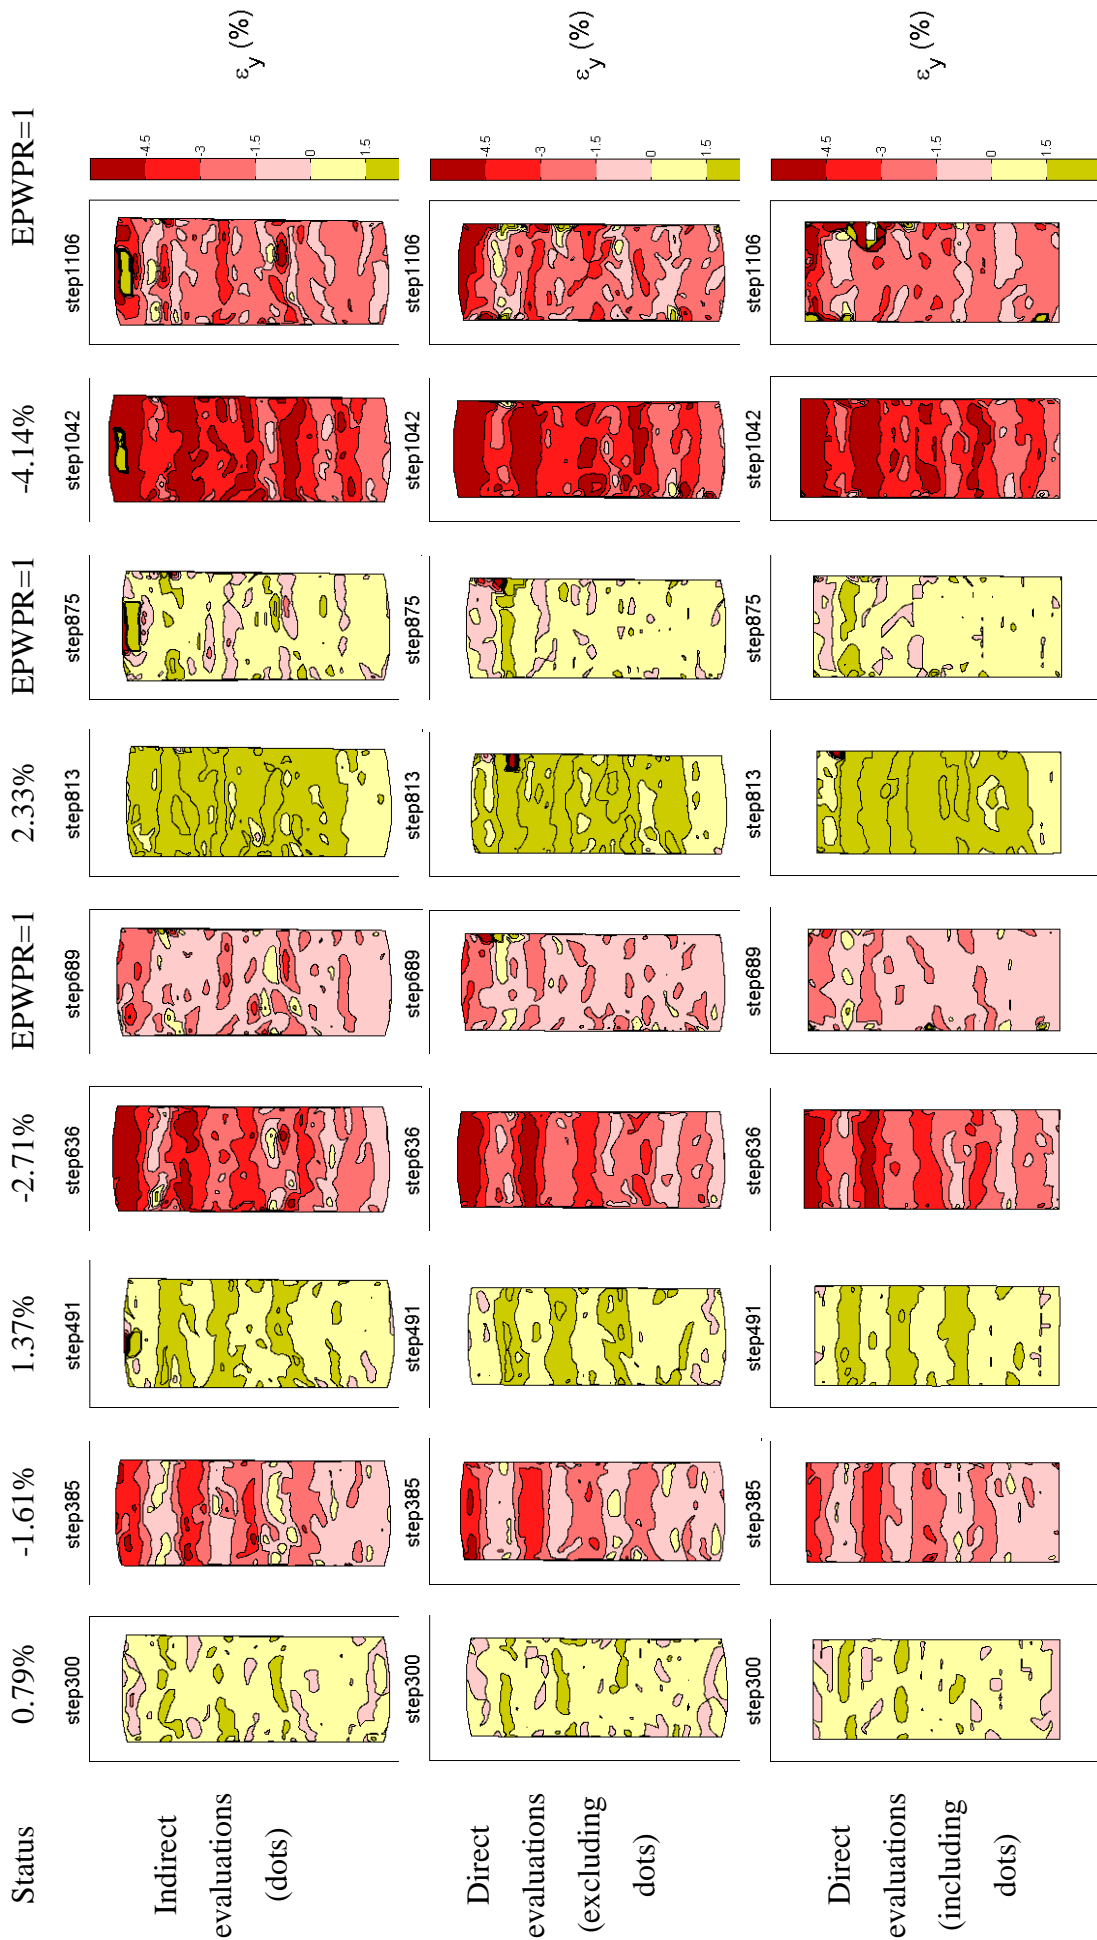 Status 0.79% -1.61% 1.37% -2.71% EPWPR=1 2.33% EPWPR=1 -4.14% EPWPR=1
step300 step385 step491 step636 step689 step813 step875 step1042 step1106
Indirect
evaluations
(dots)
-4.5
-3
-1.5
0
1.5
εy (%)
step300 step385 step491 step636 step689 step813 step875 step1042 step1106
Direct
evaluations
(excluding
dots)
-4.5
-3
-1.5
0
1.5
εy (%)
step300 step385 step491 step636 step689 step813 step875 step1042 step1106
Direct
evaluations
(including
dots)
-4.5
-3
-1.5
0
1.5
εy (%)